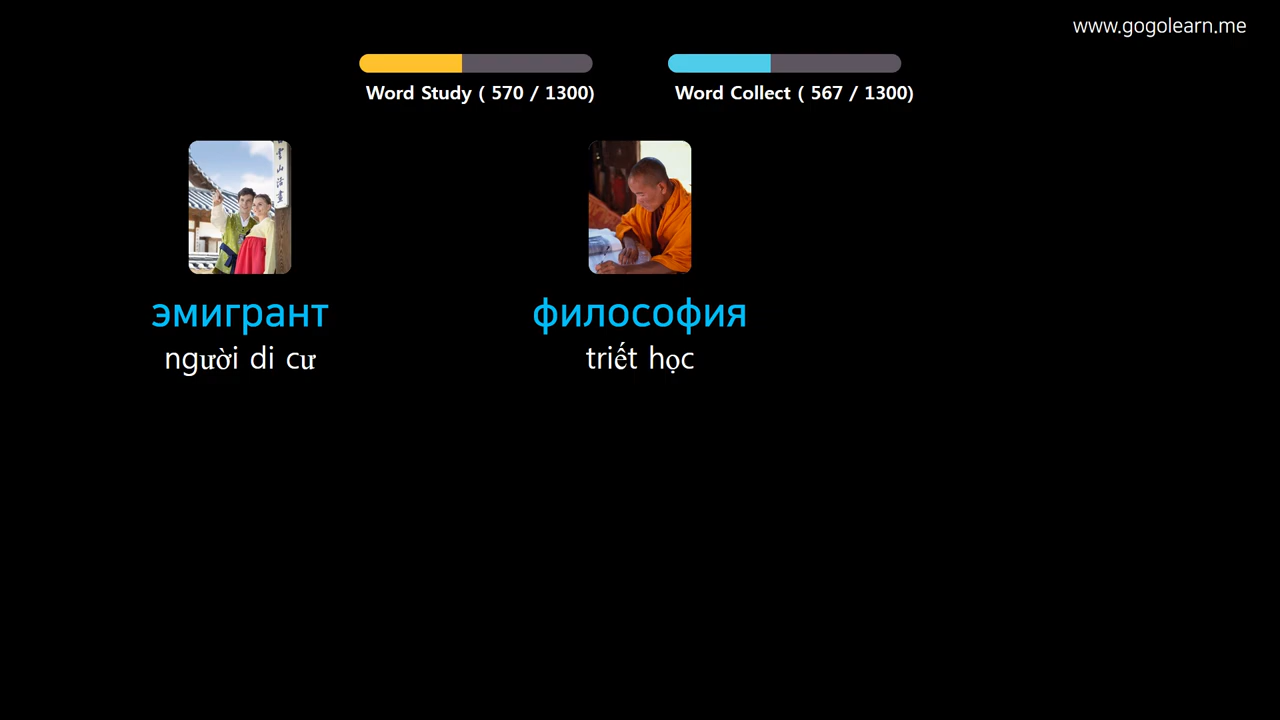 www.gogolearn.me
Word Study ( 570 / 1300)
Word Collect ( 567 / 1300)
эмигрант
người di cư
философия
triết học